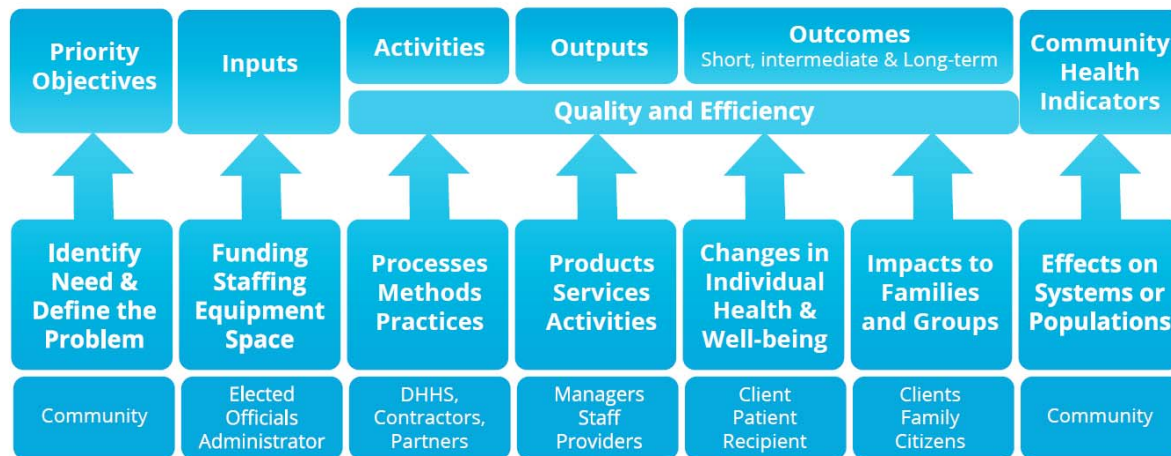 Priority
Objectives
Inputs
Activities
Outputs
Outcomes
Short, intermediate & Long-term
Community
Health
Indicators
Quality and Efficiency
Identify
Need &
Define the
Problem
Funding
Staffing
Equipment
Space
Processes
Methods
Practices
Products
Services
Activities
Changes in
Individual
Health &
Well-being
Impacts to
Families
and Groups
Effects on
Systems or
Populations
Community
Elected
Officials
Administrator
DHHS,
Contractors,
Partners
Managers
Staff
Providers
Client
Patient
Recipient
Clients
Family
Citizens
Community